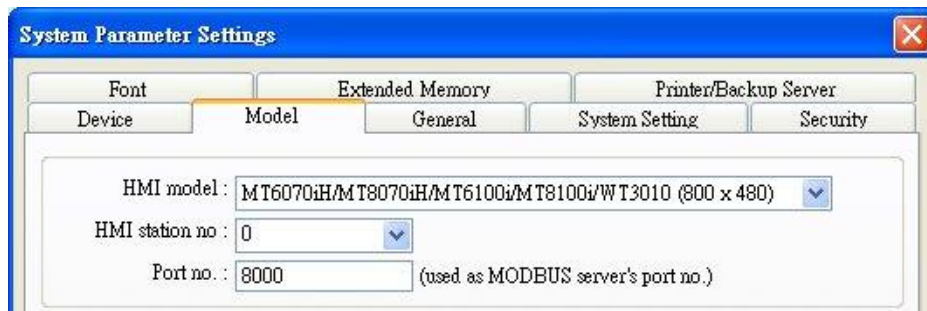 System Parameter Settings
Font Extended Memory Printer/Backup Server
Device Model General System Setting Security
HMI model : MT6070iH/MT8070iH/MT6100i/MT8100i/WT3010 (800 x 480)
HMI station no : 0
Port no. : 8000 (used as MODBUS server's port no.)